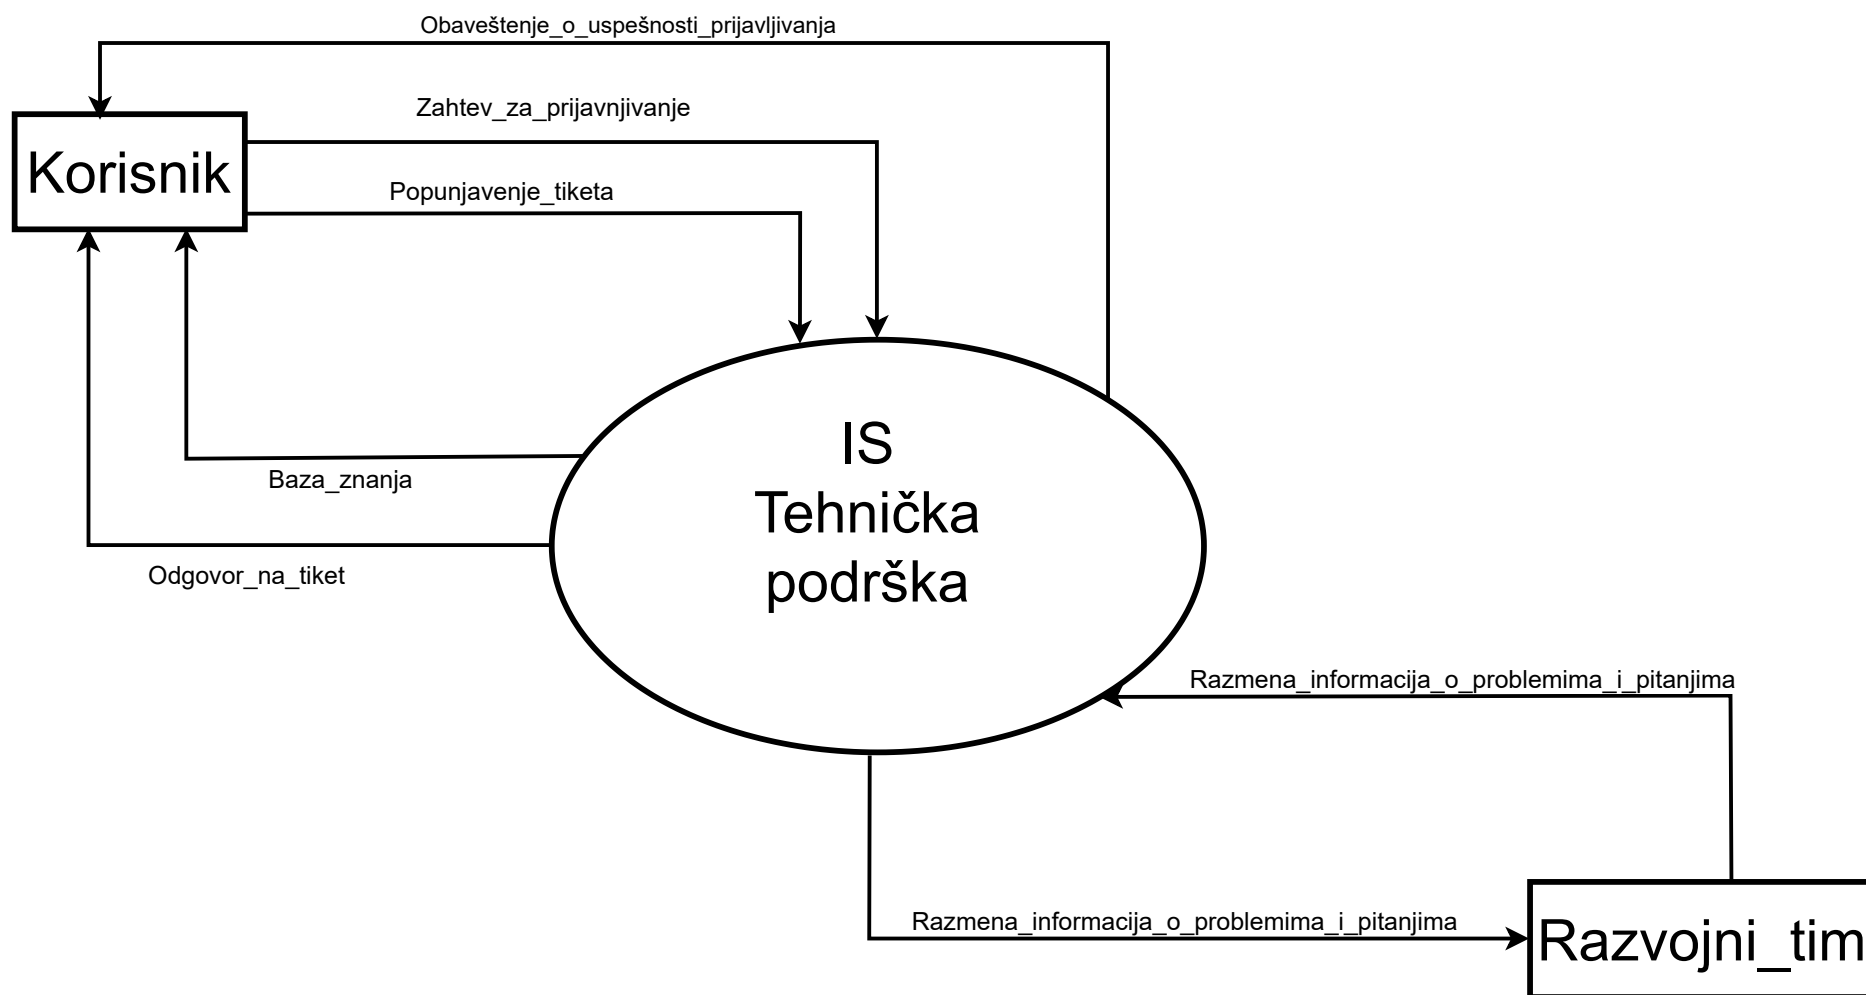 Obaveštenje_o_uspešnosti_prijavljivanja
Zahtev_za_prijavnjivanje
Korisnik
Popunjavenje_tiketa
IS
Tehnička
podrška
Baza_znanja
Odgovor_na_tiket
Razmena_informacija_o_problemima_i_pitanjima
Razmena_informacija_o_problemima_i_pitanjima
Razvojni_tim